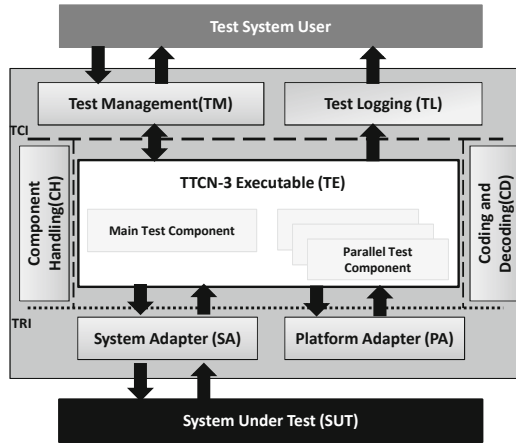 Test System User
Test Management(TM)
Test Logging (TL)
TCI
Component
Handling(CH)
TTCN-3 Executable (TE)
Main Test Component
Parallel Test
Component
Coding and
Decoding(CD)
TRI
System Adapter (SA)
Platform Adapter (PA)
System Under Test (SUT)